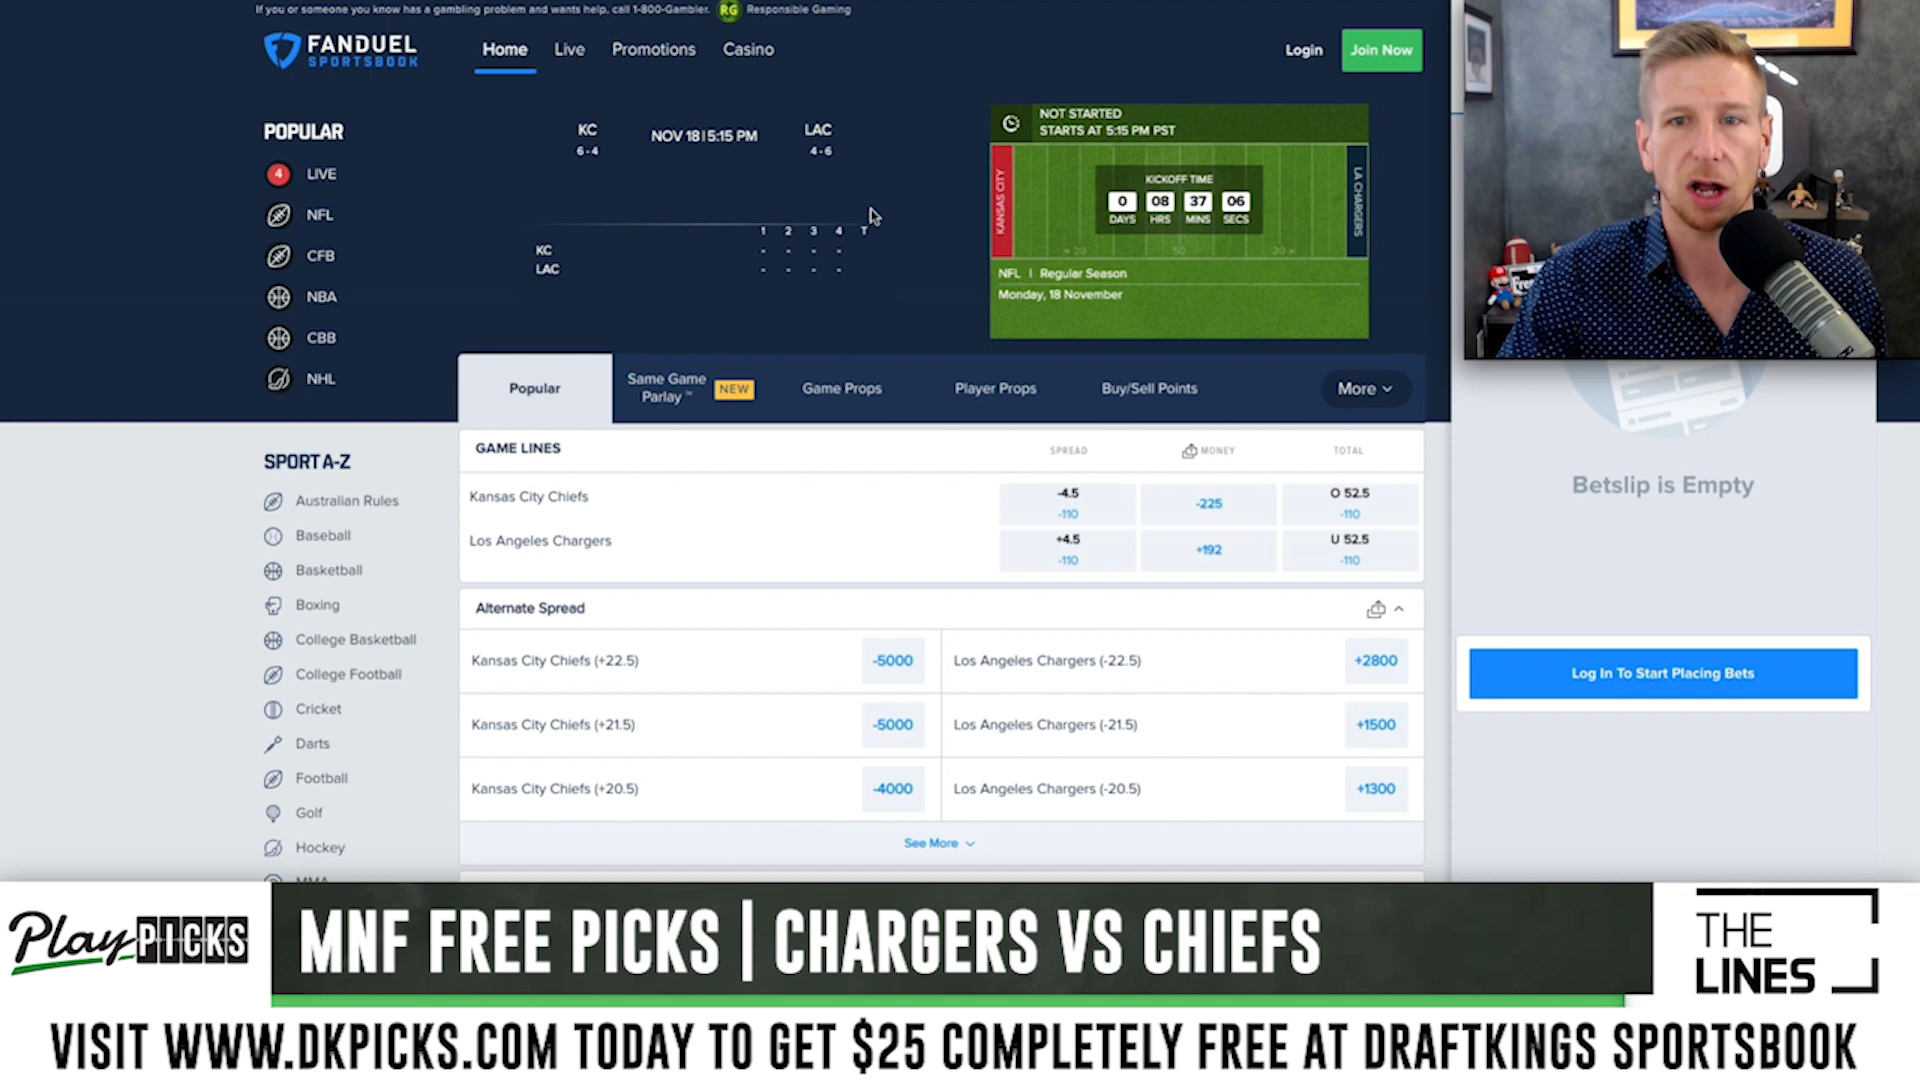 If you or someone you know has a gambling problem and wants help, call 1-800-Gambler. RG Responsible Gaming
FANDUEL
SPORTSBOOK
Home Live Promotions Casino
Login Join Now
POPULAR
4 LIVE
NFL
CFB
NBA
CBB
NHL
KC NOV 18 | 5:15 PM LAC
6-4 4-6
1 2 3 4 T
KC - - - -
LAC - - - -
NOT STARTED
STARTS AT 5:15 PM PST
KANSAS CITY
LA CHARGERS
KICKOFF TIME
0 08 37 06
DAYS HRS MINS SECS
20 50 20
NFL | Regular Season
Monday, 18 November
Popular
Same Game Parlay™ NEW
Game Props
Player Props
Buy/Sell Points
More
SPORT A-Z
Australian Rules
Baseball
Basketball
Boxing
College Basketball
College Football
Cricket
Darts
Football
Golf
Hockey
MMA
GAME LINES SPREAD MONEY TOTAL
Kansas City Chiefs -4.5 -110 -225 O 52.5 -110
Los Angeles Chargers +4.5 -110 +192 U 52.5 -110
Alternate Spread
Kansas City Chiefs (+22.5) -5000 Los Angeles Chargers (-22.5) +2800
Kansas City Chiefs (+21.5) -5000 Los Angeles Chargers (-21.5) +1500
Kansas City Chiefs (+20.5) -4000 Los Angeles Chargers (-20.5) +1300
See More
Betslip is Empty
Log In To Start Placing Bets
Play PICKS
MNF FREE PICKS | CHARGERS VS CHIEFS
THE
LINES
VISIT WWW.DKPICKS.COM TODAY TO GET $25 COMPLETELY FREE AT DRAFTKINGS SPORTSBOOK